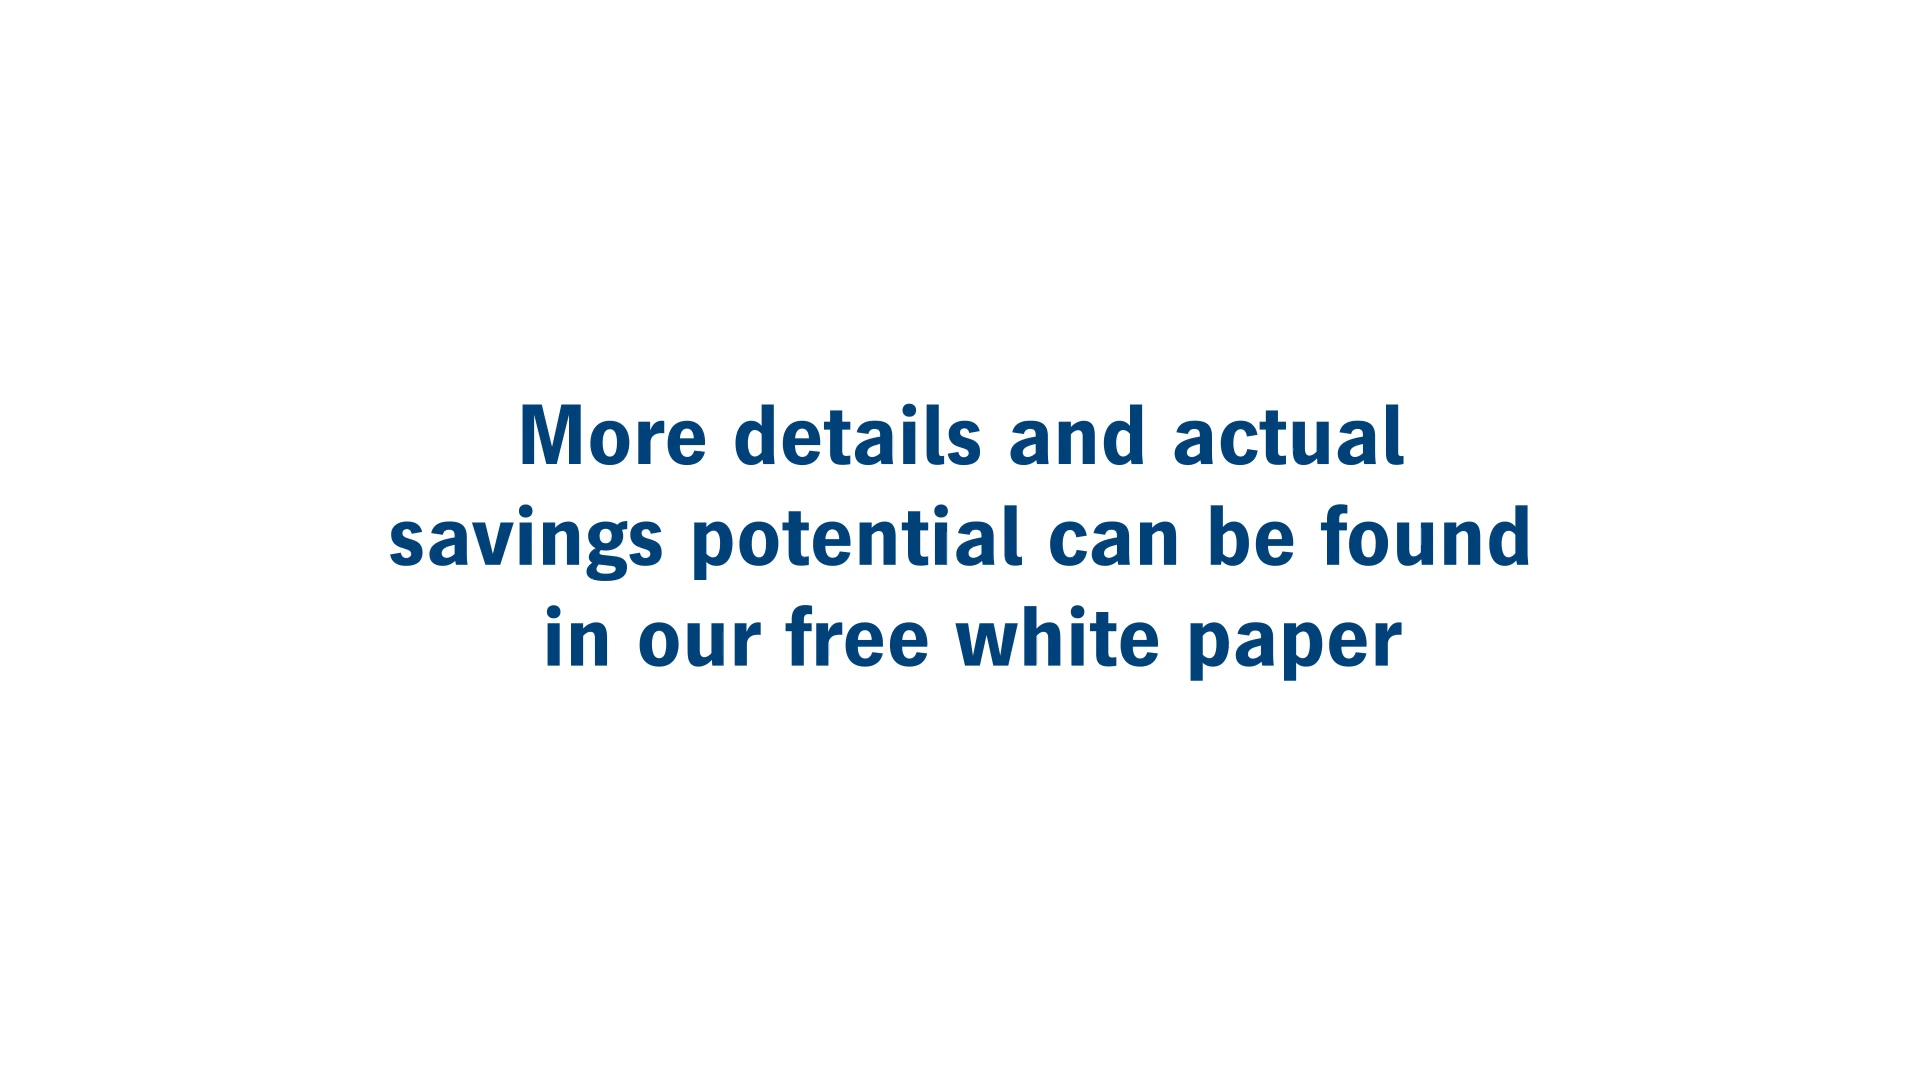 More details and actual
savings potential can be found
in our free white paper